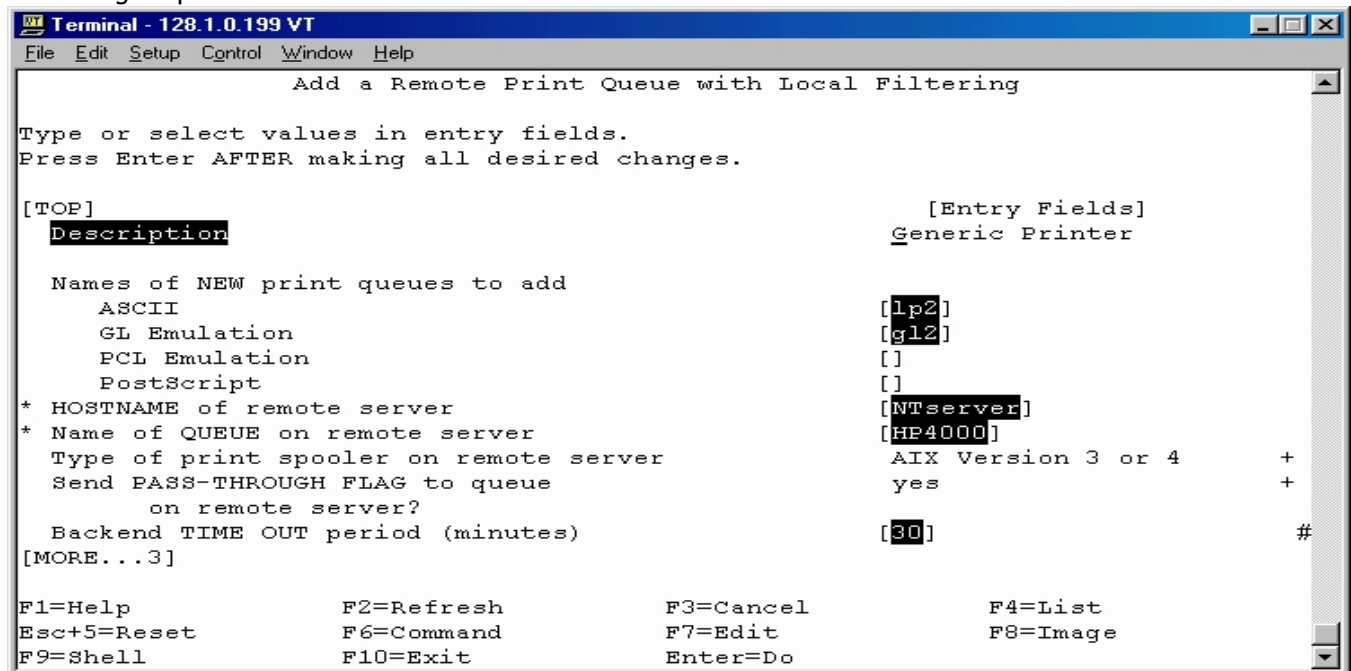 Terminal - 128.1.0.199 VT
File Edit Setup Control Window Help
Add a Remote Print Queue with Local Filtering
Type or select values in entry fields.
Press Enter AFTER making all desired changes.
[TOP] [Entry Fields]
Description Generic Printer
Names of NEW print queues to add
ASCII [lp2]
GL Emulation [gl2]
PCL Emulation []
PostScript []
* HOSTNAME of remote server [NTserver]
* Name of QUEUE on remote server [HP4000]
Type of print spooler on remote server AIX Version 3 or 4 +
Send PASS-THROUGH FLAG to queue yes +
on remote server?
Backend TIME OUT period (minutes) [30] #
[MORE...3]
F1=Help F2=Refresh F3=Cancel F4=List
Esc+5=Reset F6=Command F7=Edit F8=Image
F9=Shell F10=Exit Enter=Do